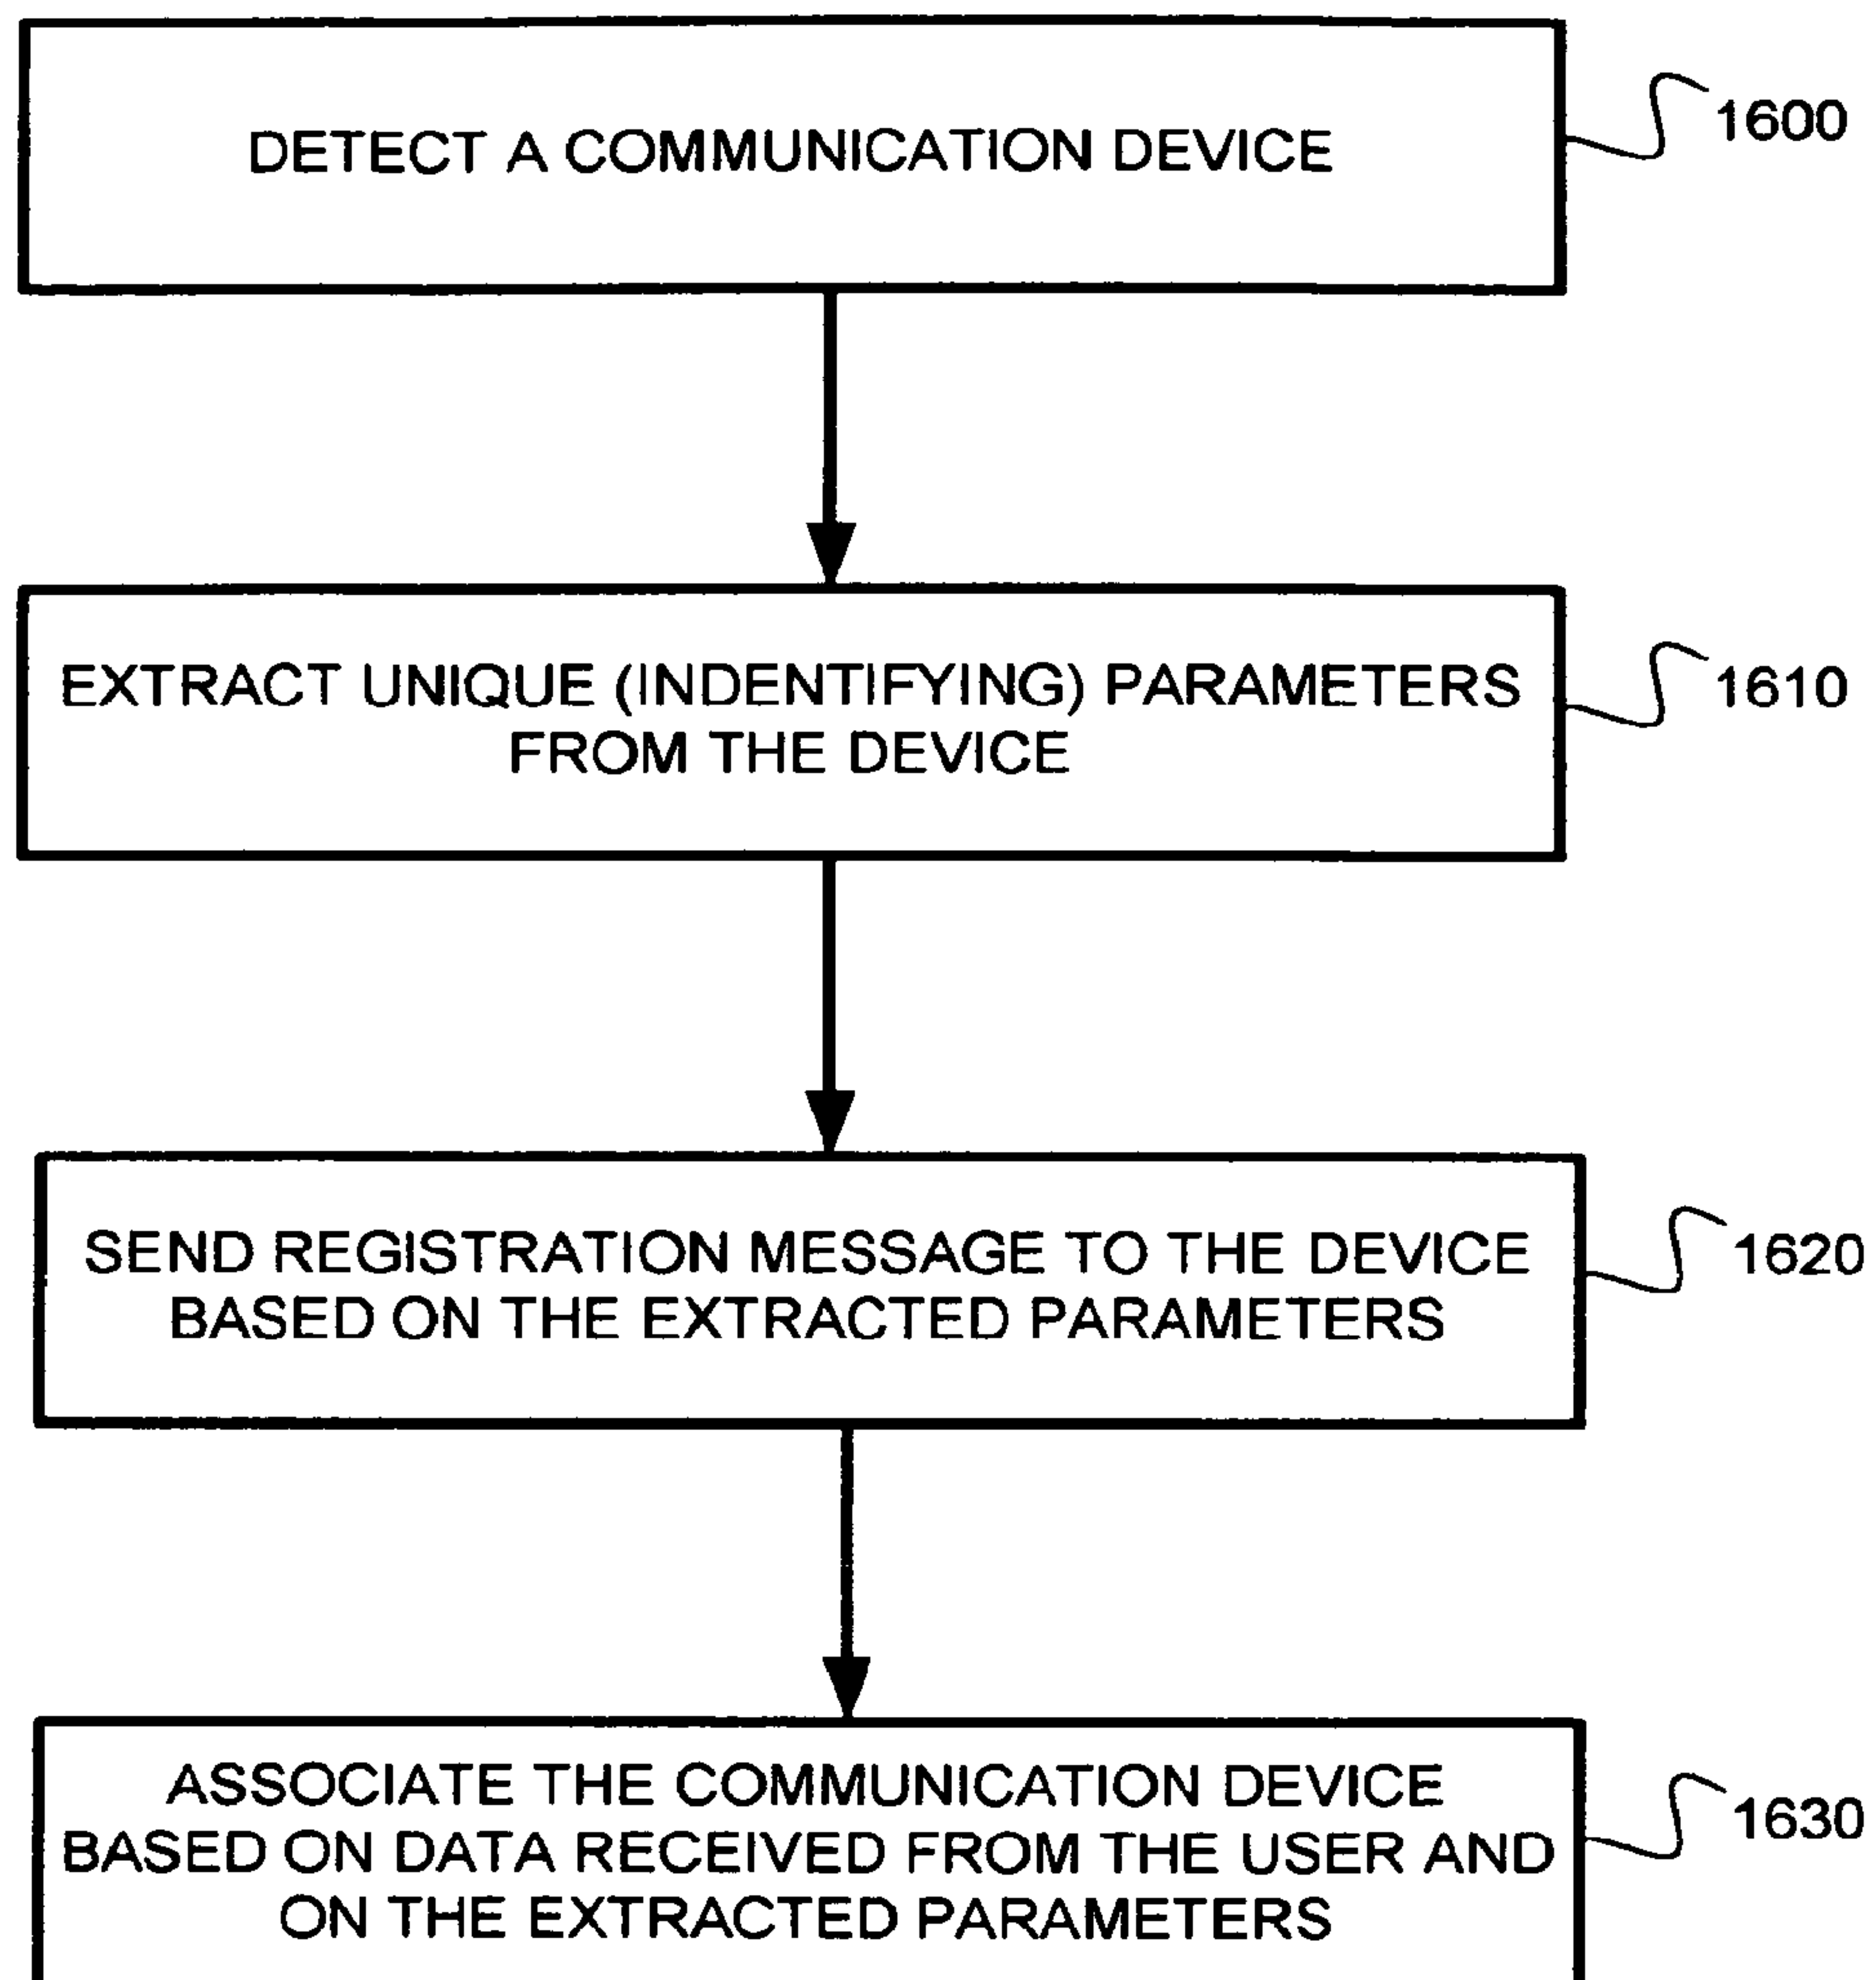 DETECT A COMMUNICATION DEVICE
1600
EXTRACT UNIQUE (INDENTIFYING) PARAMETERS
FROM THE DEVICE
1610
SEND REGISTRATION MESSAGE TO THE DEVICE
BASED ON THE EXTRACTED PARAMETERS
1620
ASSOCIATE THE COMMUNICATION DEVICE
BASED ON DATA RECEIVED FROM THE USER AND
ON THE EXTRACTED PARAMETERS
1630